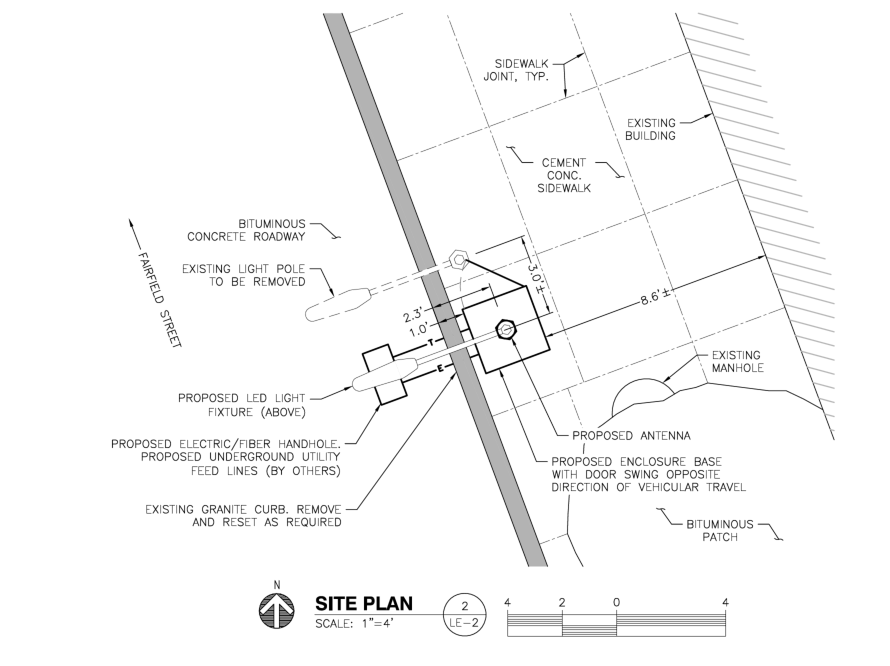 SIDEWALK
JOINT, TYP.
EXISTING
BUILDING
CEMENT
CONC.
SIDEWALK
BITUMINOUS
CONCRETE ROADWAY
EXISTING LIGHT POLE
TO BE REMOVED
FAIRFIELD STREET
3.0'±
8.6'±
2.3'
1.0'
T
E
EXISTING
MANHOLE
PROPOSED LED LIGHT
FIXTURE (ABOVE)
PROPOSED ANTENNA
PROPOSED ELECTRIC/FIBER HANDHOLE.
PROPOSED UNDERGROUND UTILITY
FEED LINES (BY OTHERS)
PROPOSED ENCLOSURE BASE
WITH DOOR SWING OPPOSITE
DIRECTION OF VEHICULAR TRAVEL
EXISTING GRANITE CURB. REMOVE
AND RESET AS REQUIRED
BITUMINOUS
PATCH
N
SITE PLAN
SCALE: 1"=4'
2
LE-2
4 2 0 4